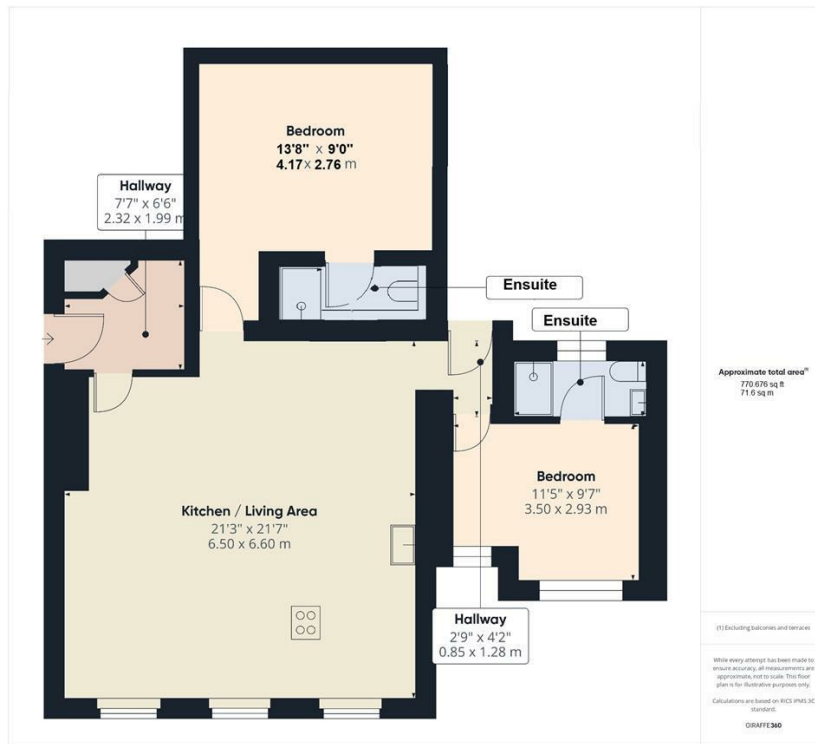 Bedroom
13'8" x 9'0"
4.17x 2.76 m
Hallway
7'7" x 6'6"
2.32 x 1.99 m
Ensuite
Ensuite
Bedroom
11'5" x 9'7"
3.50 x 2.93 m
Kitchen / Living Area
21'3" x 21'7"
6.50 x 6.60 m
Hallway
2'9" x 4'2"
0.85 x 1.28 m
Approximate total area(1)
770.676 sq ft
71.6 sq m
(1) Excluding balconies and terraces
While every attempt has been made to
ensure accuracy, all measurements are
approximate, not to scale. This floor
plan is for illustrative purposes only.
Calculations are based on RICS IPMS 3C
standard.
GIRAFFE360